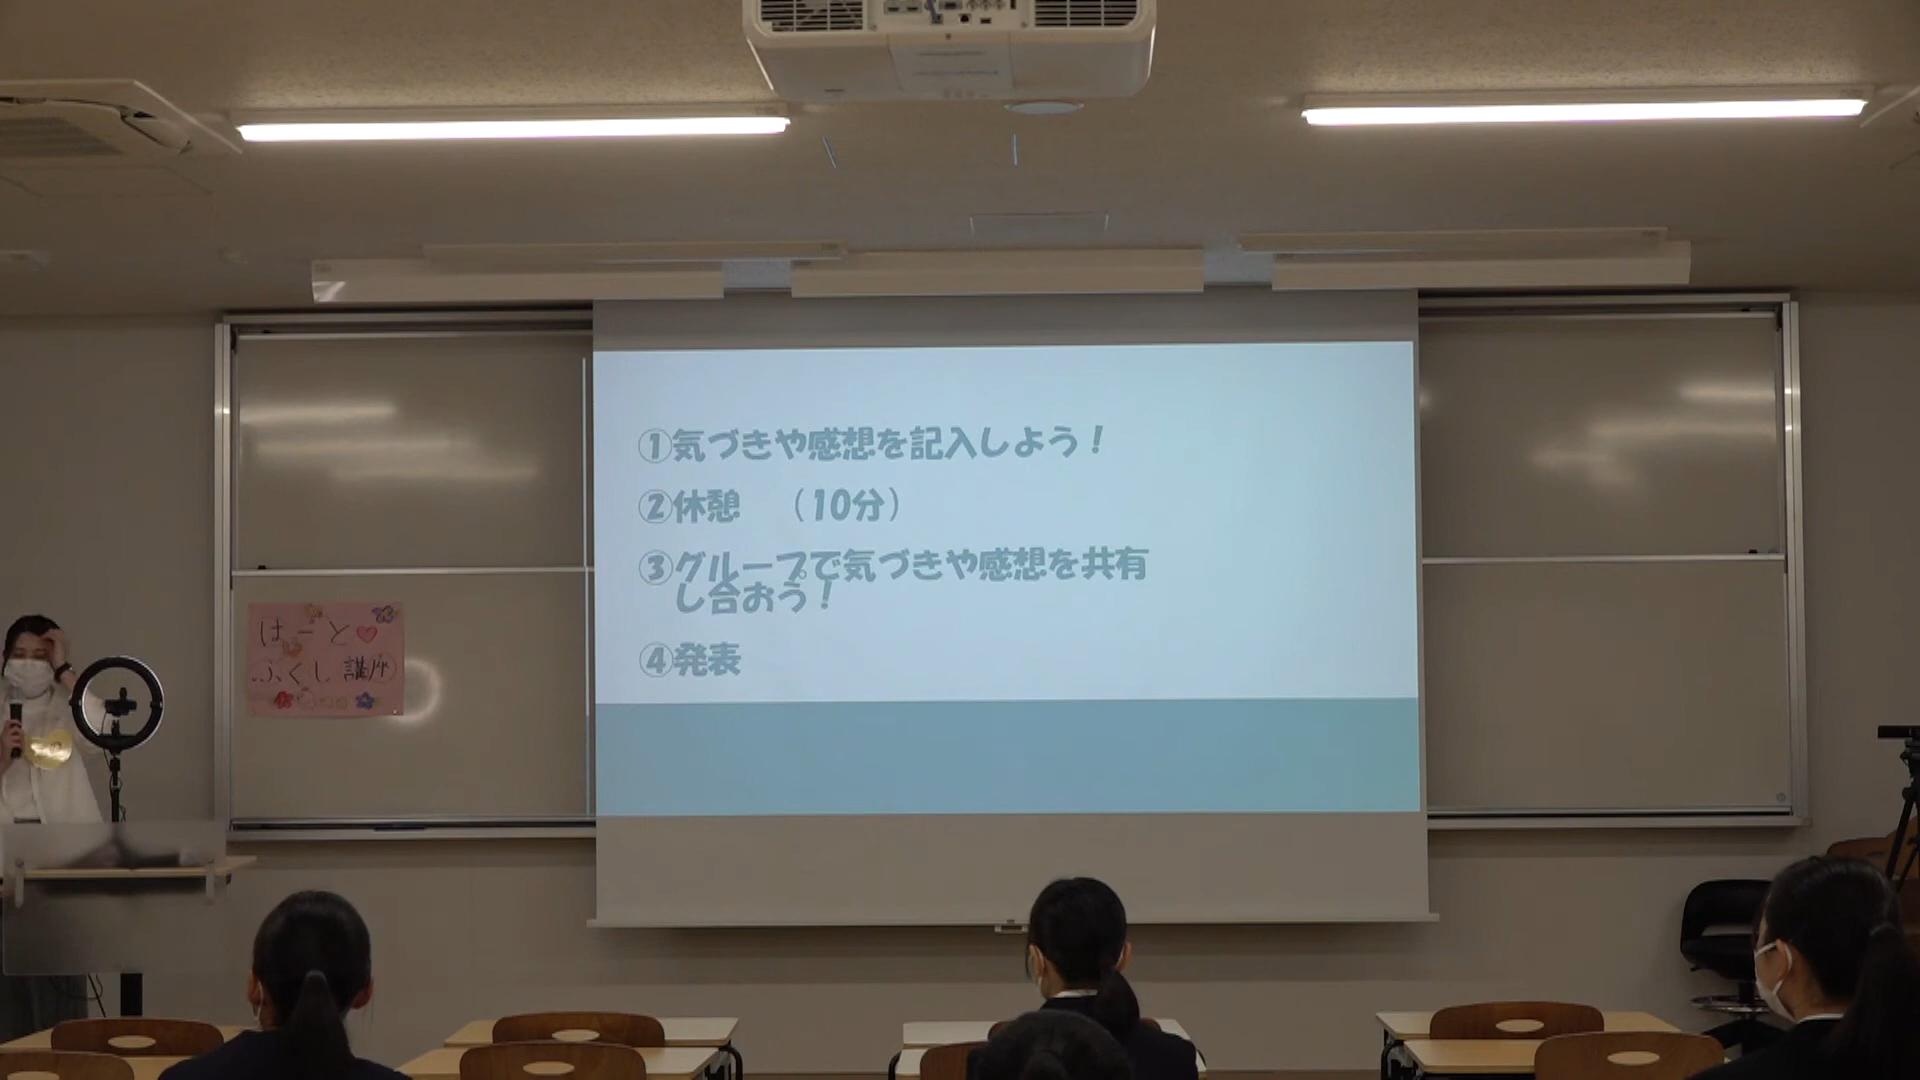 ①気づきや感想を記入しよう！
②休憩　（10分）
③グループで気づきや感想を共有
し合おう！
④発表
はーと
ふくし講座